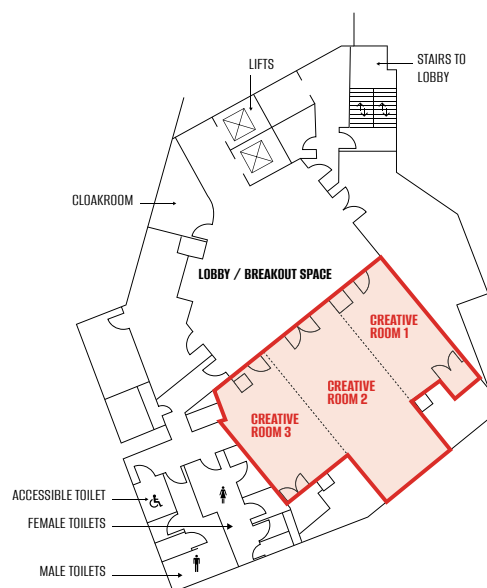 LIFTS
STAIRS TO
LOBBY
CLOAKROOM
LOBBY / BREAKOUT SPACE
CREATIVE
ROOM 1
CREATIVE
ROOM 2
CREATIVE
ROOM 3
ACCESSIBLE TOILET
FEMALE TOILETS
MALE TOILETS